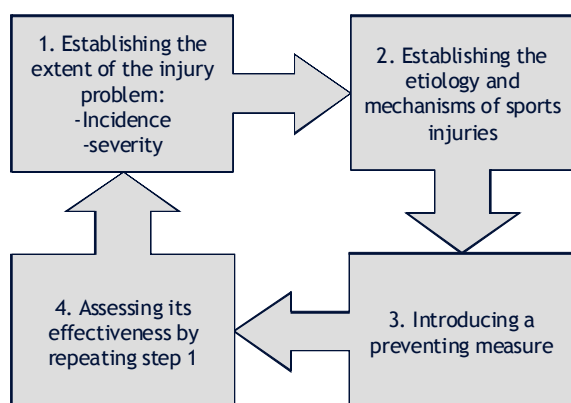 1. Establishing the
extent of the injury
problem:
-Incidence
-severity
2. Establishing the
etiology and
mechanisms of sports
injuries
3. Introducing a
preventing measure
4. Assessing its
effectiveness by
repeating step 1